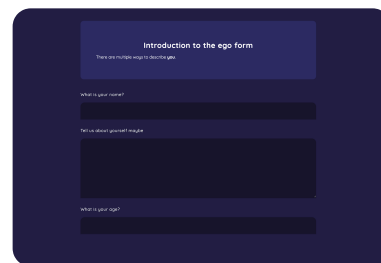 Introduction to the ego form
There are multiple ways to describe you.
What is your name?
Tell us about yourself maybe
What is your age?